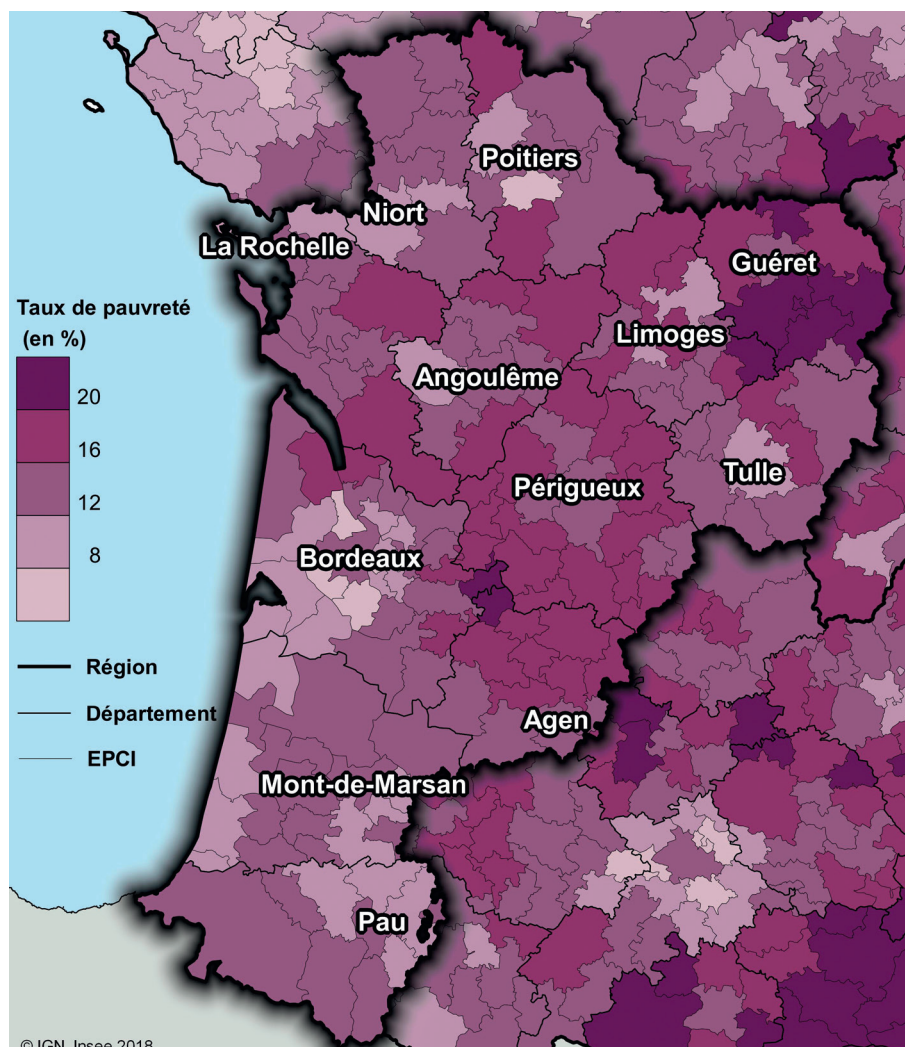 Poitiers
Niort
La Rochelle
Guéret
Taux de pauvreté
(en %)
Limoges
Angoulême
20
16
12
8
Tulle
Périgueux
Bordeaux
Région
Département
EPCI
Agen
Mont-de-Marsan
Pau
© IGN, Insee 2018